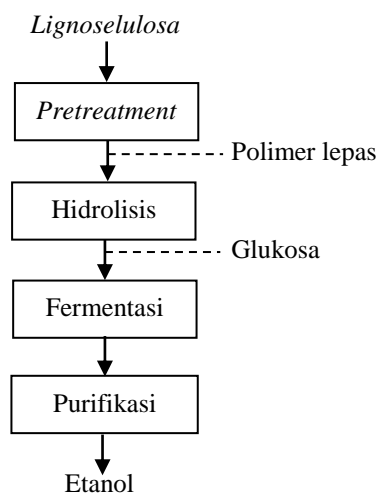 Lignoselulosa
Pretreatment
Polimer lepas
Hidrolisis
Glukosa
Fermentasi
Purifikasi
Etanol